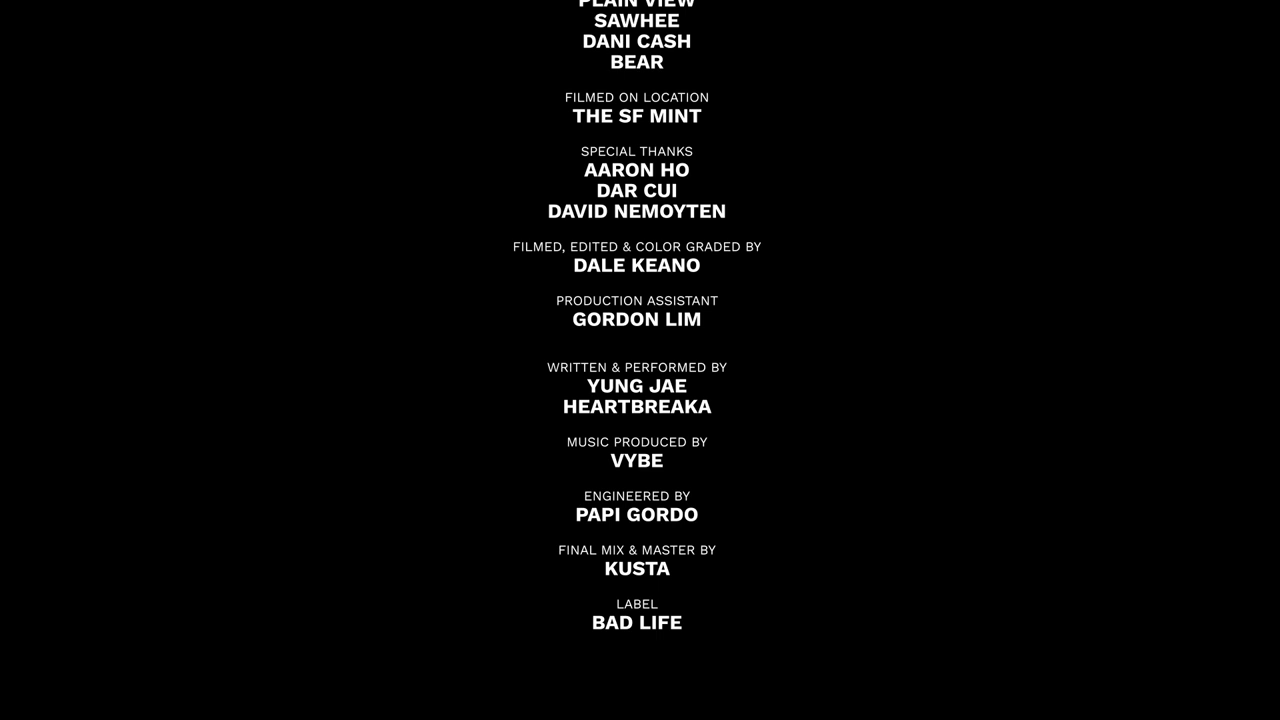 PLAIN VIEW
SAWHEE
DANI CASH
BEAR
FILMED ON LOCATION
THE SF MINT
SPECIAL THANKS
AARON HO
DAR CUI
DAVID NEMOYTEN
FILMED, EDITED & COLOR GRADED BY
DALE KEANO
PRODUCTION ASSISTANT
GORDON LIM
WRITTEN & PERFORMED BY
YUNG JAE
HEARTBREAKA
MUSIC PRODUCED BY
VYBE
ENGINEERED BY
PAPI GORDO
FINAL MIX & MASTER BY
KUSTA
LABEL
BAD LIFE